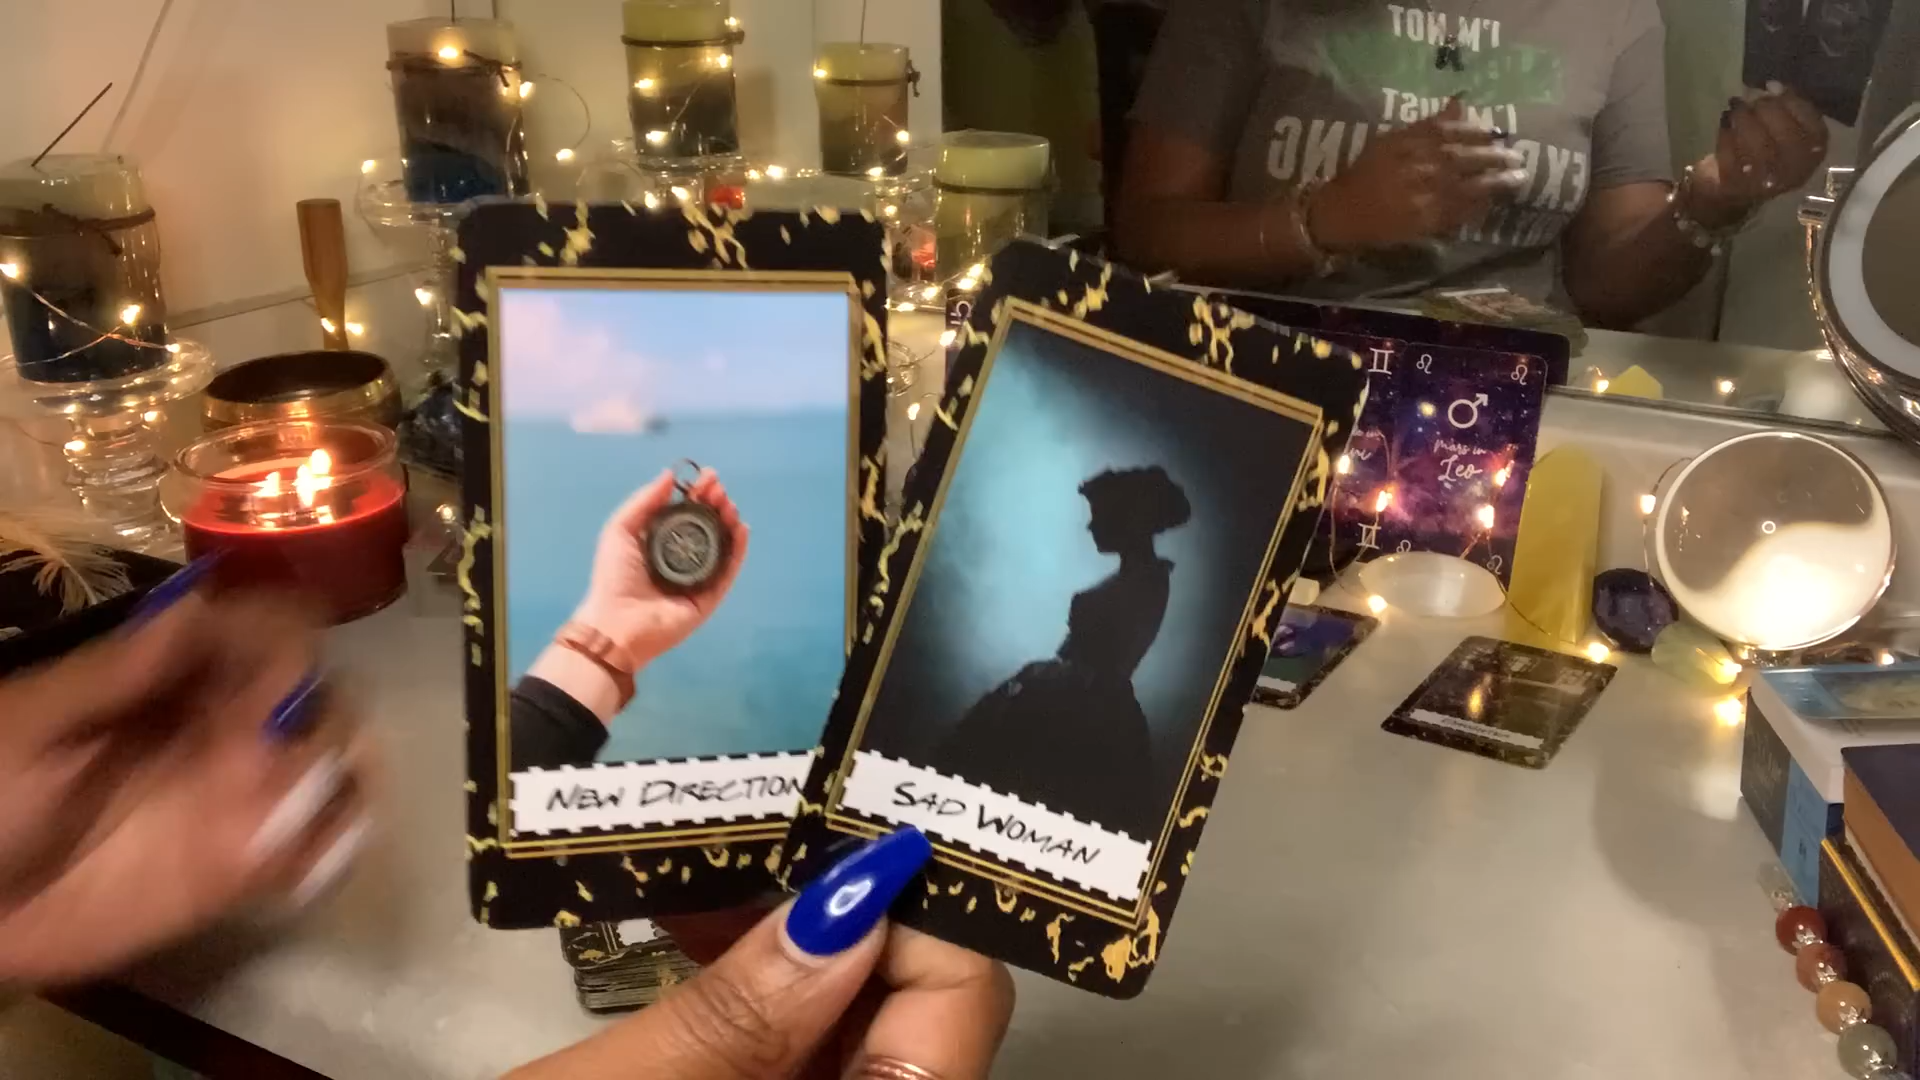 I'M NOT
I'M JUST
NEW DIRECTION
SAD WOMAN
mars in
Leo